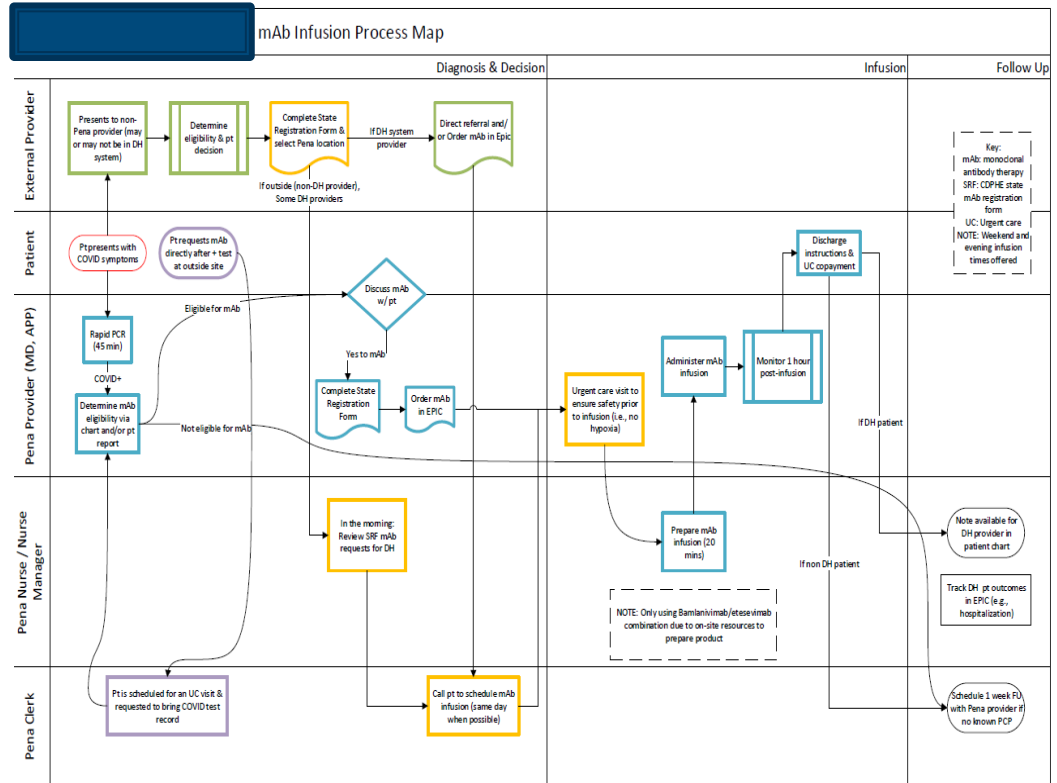 mAb Infusion Process Map
Diagnosis & Decision
Infusion
Follow Up
External Provider
Presents to non-
Pena provider (may
or may not be in DH
system)
Determine
eligibility & pt
decision
Complete State
Registration Form &
select Pena location
If DH system
provider
Direct referral and/
or Order mAb in Epic
If outside (non-DH provider),
Some DH providers
Key:
mAb: monoclonal
antibody therapy
SRF: CDPHE state
mAb registration
form
UC: Urgent care
NOTE: Weekend and
evening infusion
times offered
Patient
Pt presents with
COVID symptoms
Pt requests mAb
directly after + test
at outside site
Discuss mAb
w/ pt
Discharge
instructions &
UC copayment
Pena Provider (MD, APP)
Eligible for mAb
Rapid PCR
(45 min)
COVID+
Determine mAb
eligibility via
chart and/or pt
report
Not eligible for mAb
Yes to mAb
Complete State
Registration
Form
Order mAb
in EPIC
Urgent care visit to
ensure safety prior
to infusion (i.e., no
hypoxia)
Administer mAb
infusion
Monitor 1 hour
post-infusion
If DH patient
Pena Nurse / Nurse
Manager
In the morning:
Review SRF mAb
requests for DH
Prepare mAb
infusion (20
mins)
NOTE: Only using Bamlanivimab/etesevimab
combination due to on-site resources to
prepare product
If non DH patient
Note available for
DH provider in
patient chart
Track DH pt outcomes
in EPIC (e.g.,
hospitalization)
Pena Clerk
Pt is scheduled for an UC visit &
requested to bring COVID test
record
Call pt to schedule mAb
infusion (same day
when possible)
Schedule 1 week FU
with Pena provider if
no known PCP